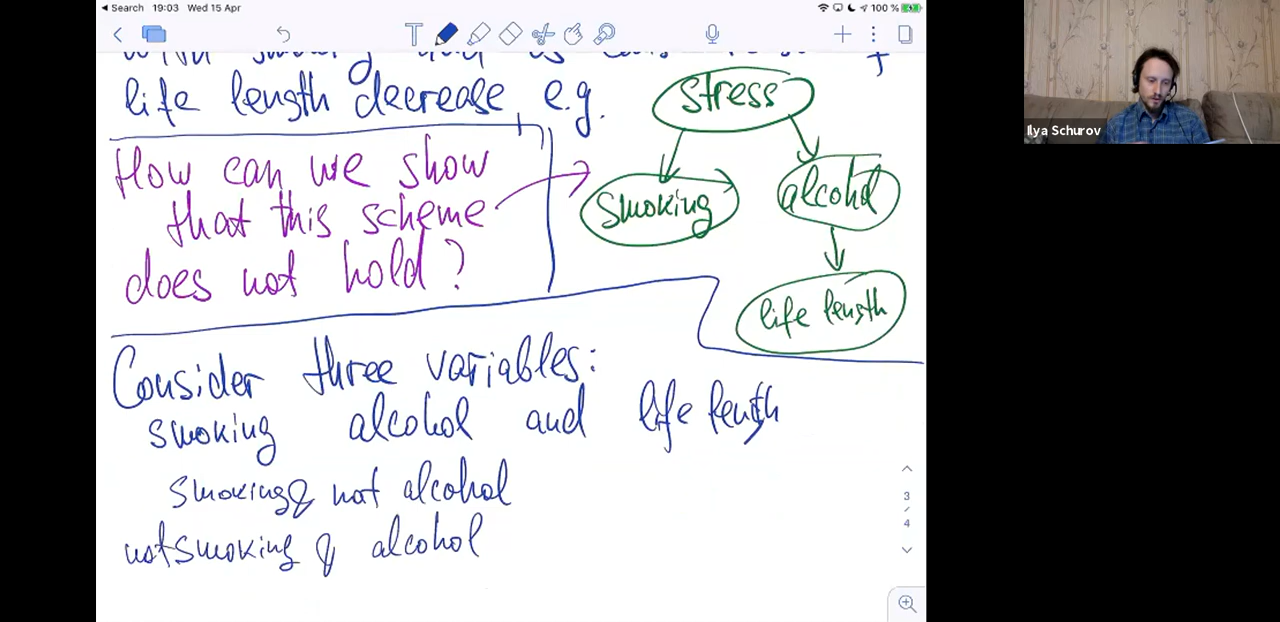 Search 19:03 Wed 15 Apr 100 %
T
life length decrease, e.g.
stress
smoking
alcohol
life length
How can we show
that this scheme
does not hold?
Consider three variables:
smoking alcohol and life length
smoking & not alcohol
not smoking & alcohol
3
/
4
Ilya Schurov